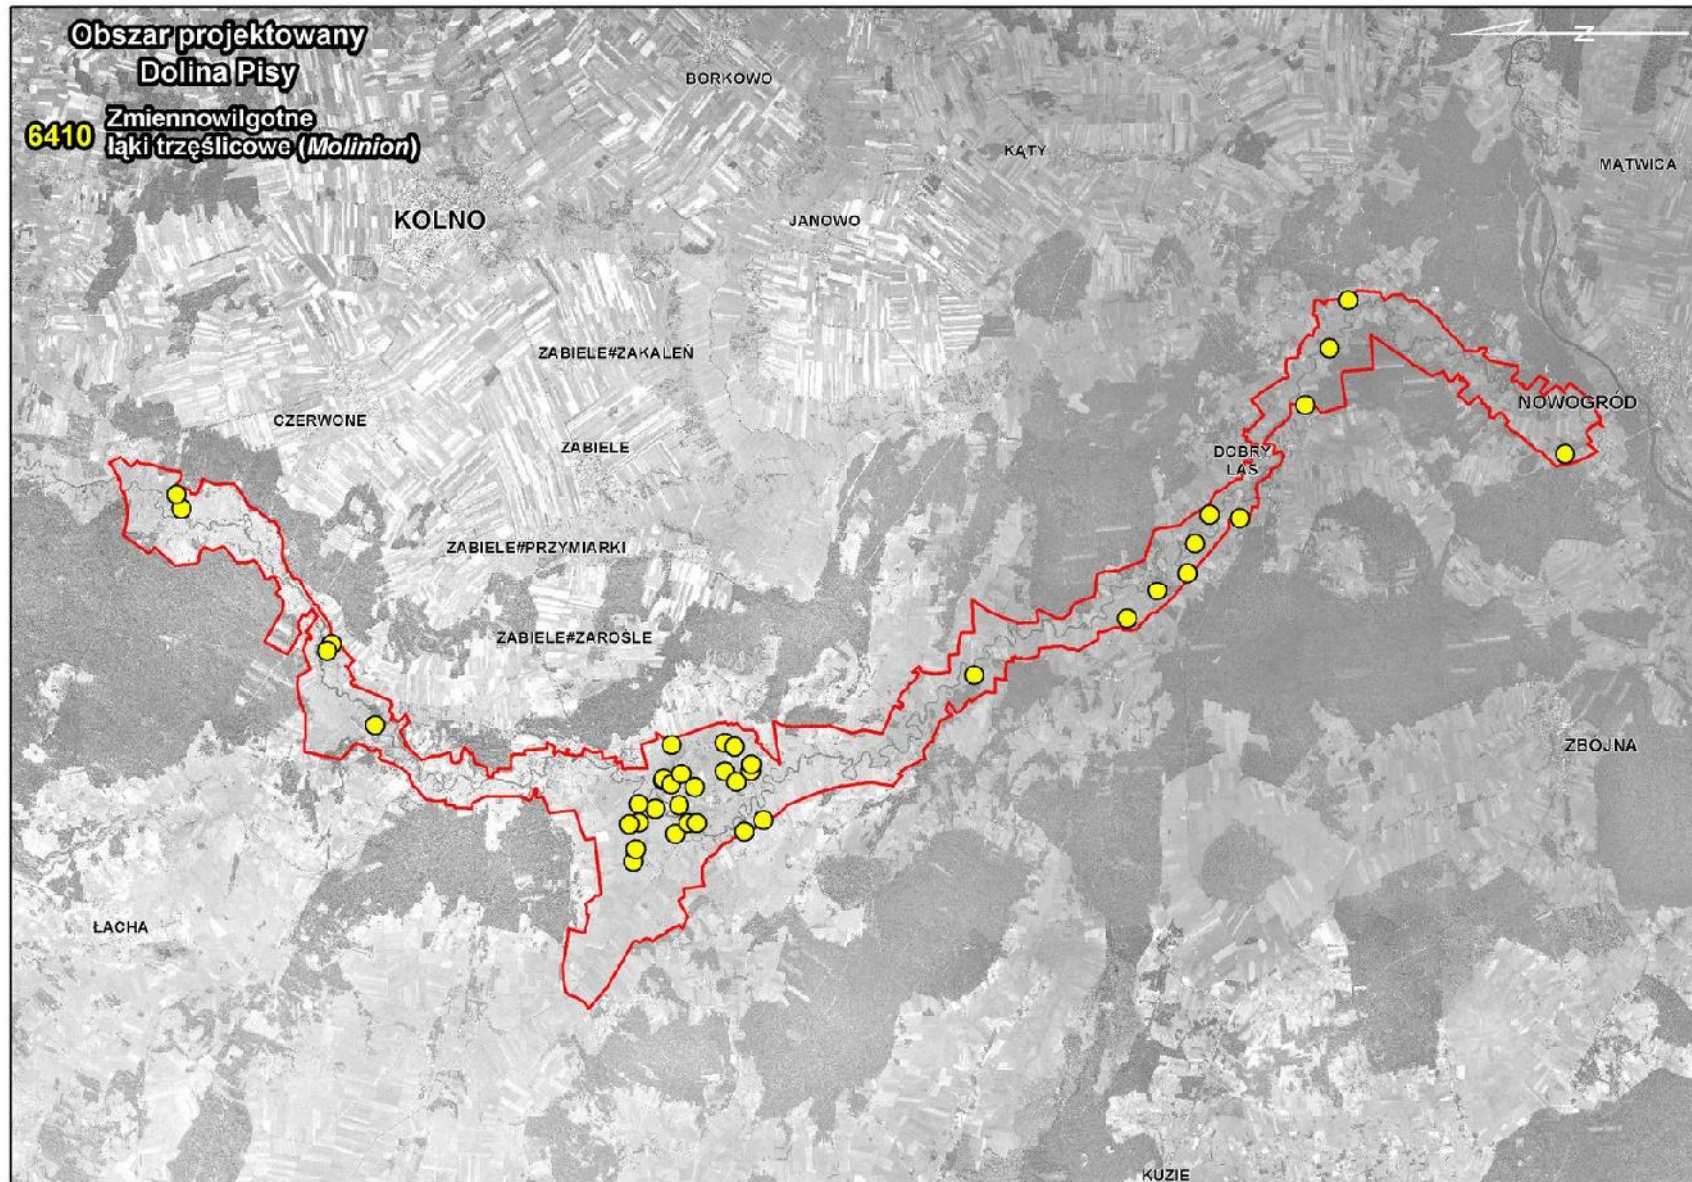 Obszar projektowany
Dolina Pisy
6410 Zmiennowilgotne
łąki trzęślicowe (Molinion)
N
BORKOWO
KĄTY
MĄTWICA
KOLNO
JANOWO
ZABIELE#ZAKALEŃ
CZERWONE
NOWOGRÓD
ZABIELE
DOBRY
LAS
ZABIELE#PRZYMIARKI
ZABIELE#ZAROŚLE
ZBÓJNA
ŁACHA
KUZIE